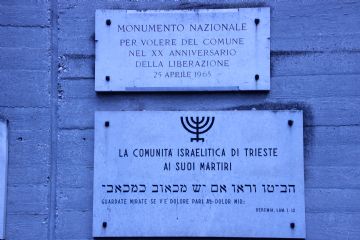 MONUMENTO NAZIONALE
PER VOLERE DEL COMUNE
NEL XX ANNIVERSARIO
DELLA LIBERAZIONE
25 APRILE 1965
LA COMUNITÀ ISRAELITICA DI TRIESTE
AI SUOI MARTIRI
הביטו וראו אם יש מכאוב כמכאבי
GUARDATE MIRATE SE V'È DOLORE PARI AL DOLOR MIO:
GEREMIA, LAM. I-12